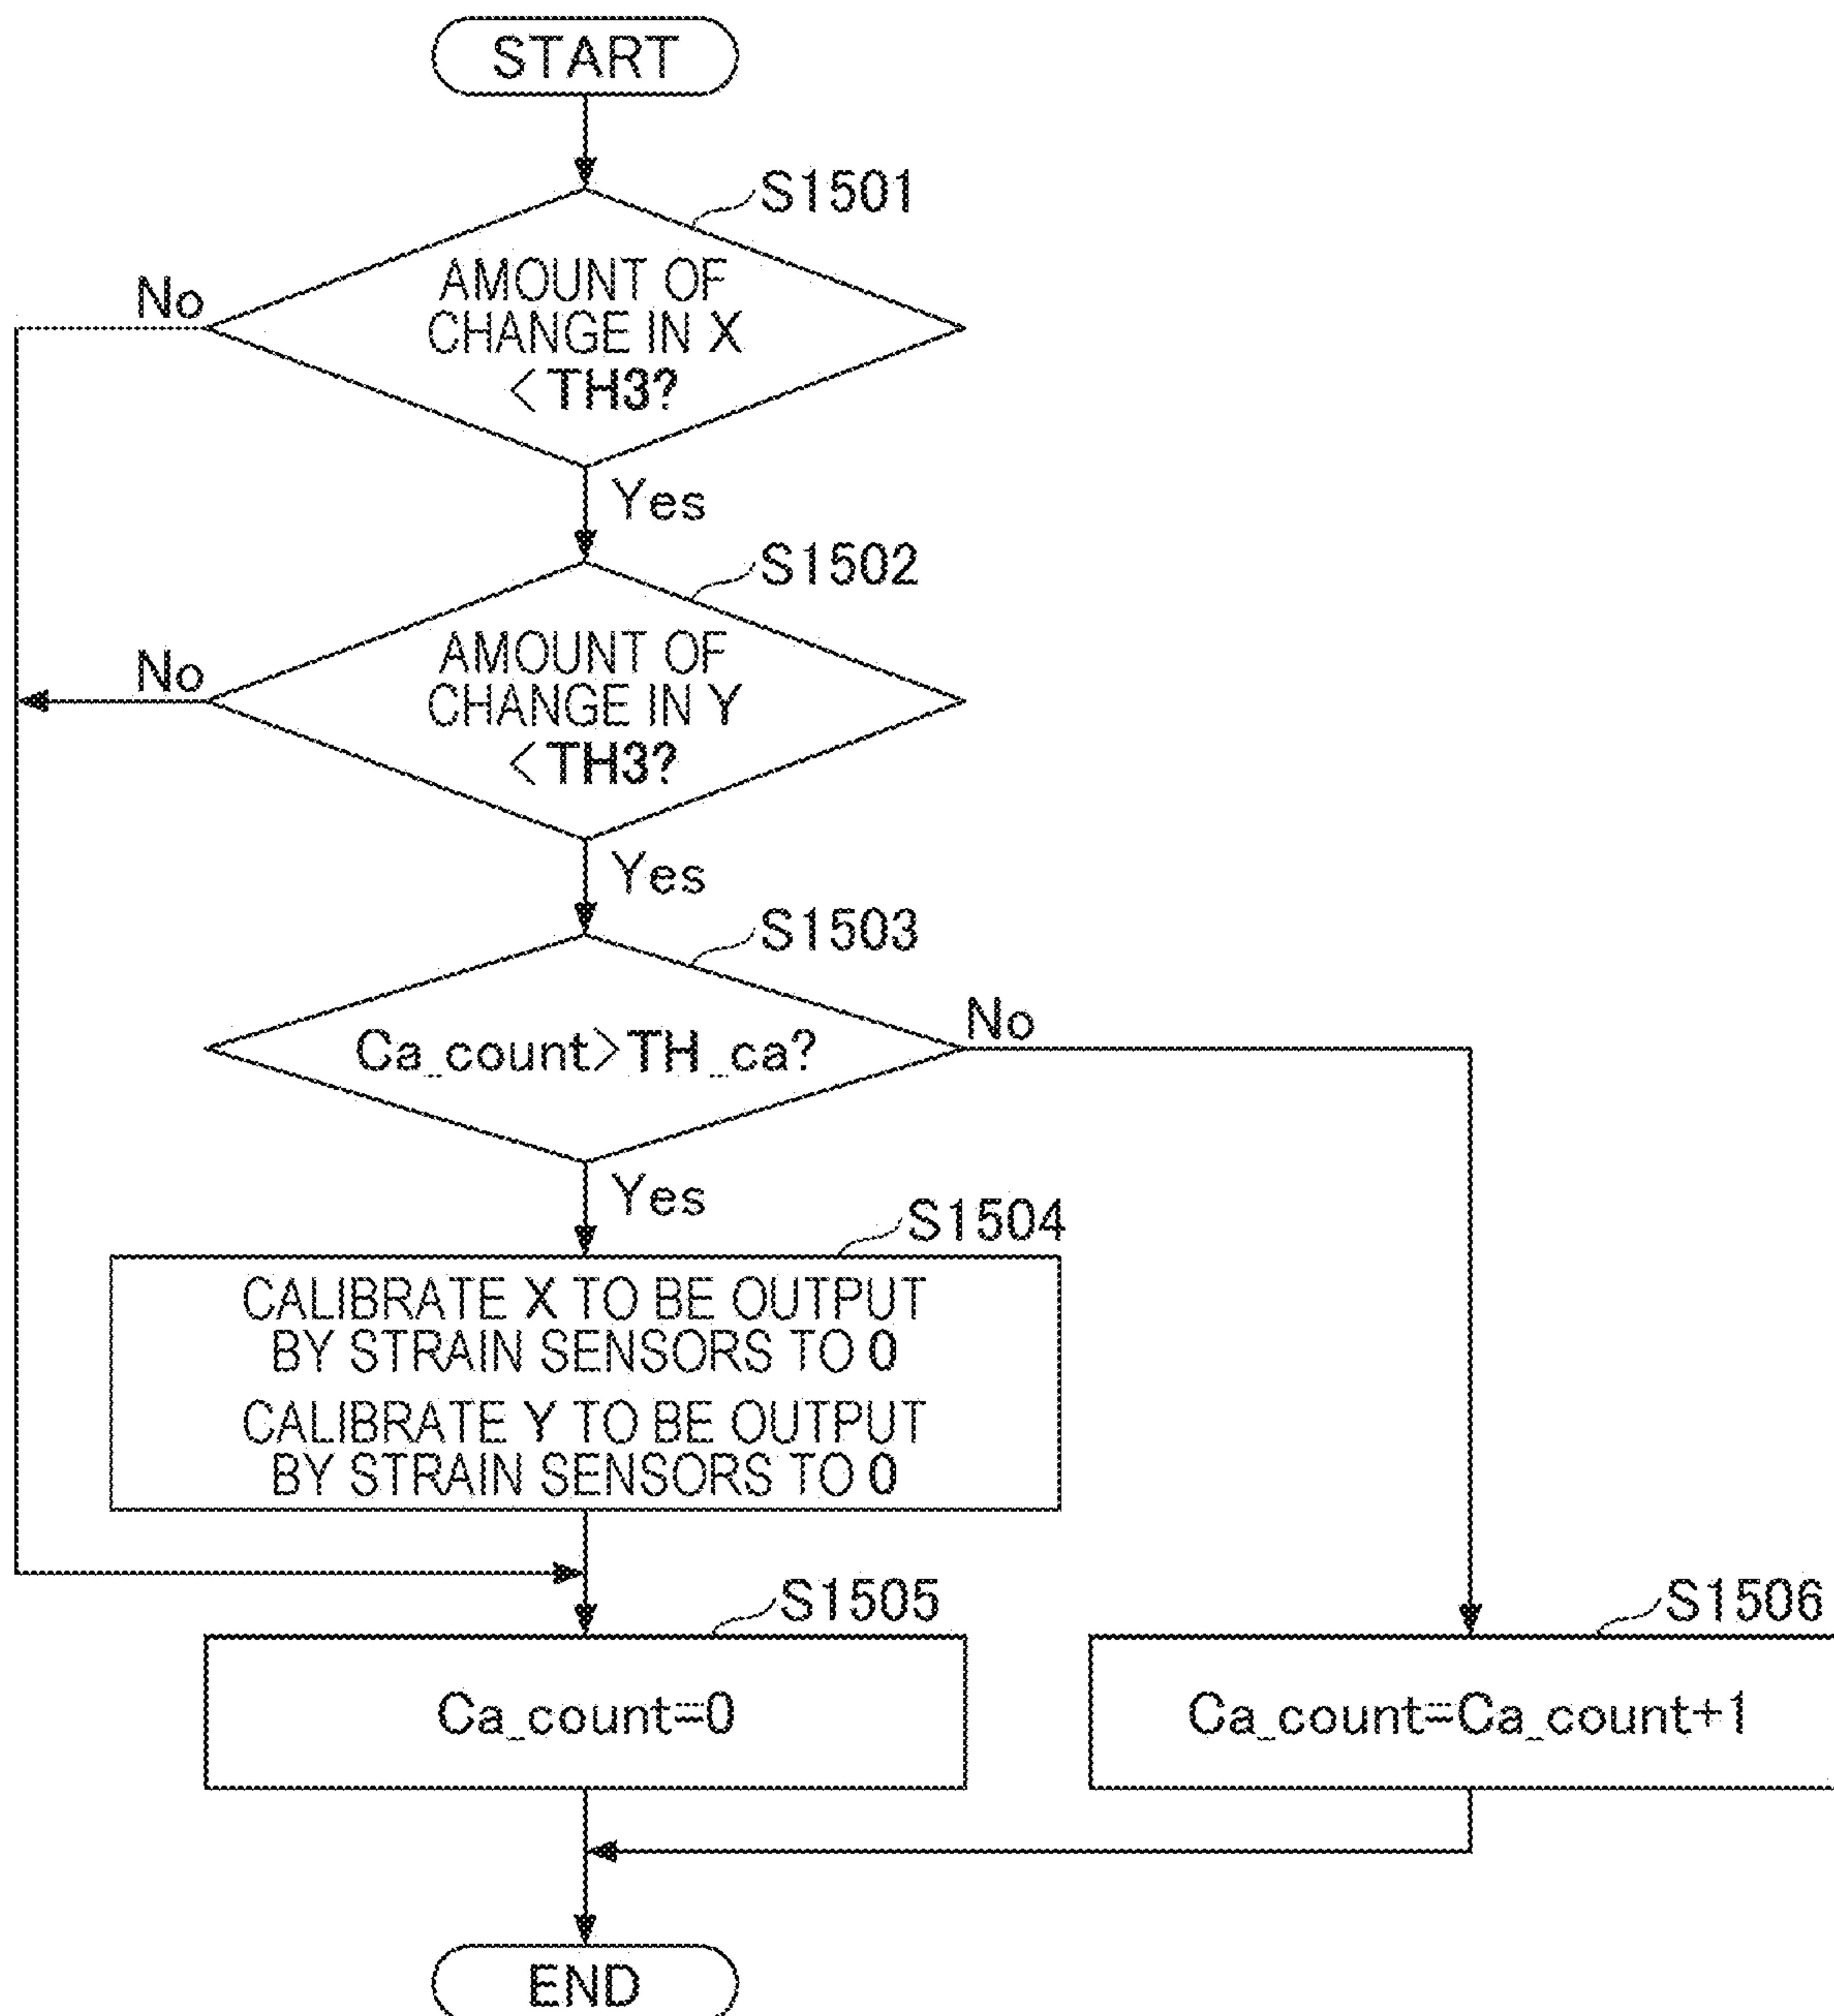 START
S1501
AMOUNT OF
CHANGE IN X
<TH3?
No
Yes
S1502
AMOUNT OF
CHANGE IN Y
<TH3?
No
Yes
S1503
Ca_count>TH_ca?
No
Yes
S1504
CALIBRATE X TO BE OUTPUT
BY STRAIN SENSORS TO 0
CALIBRATE Y TO BE OUTPUT
BY STRAIN SENSORS TO 0
S1505
Ca_count=0
S1506
Ca_count=Ca_count+1
END